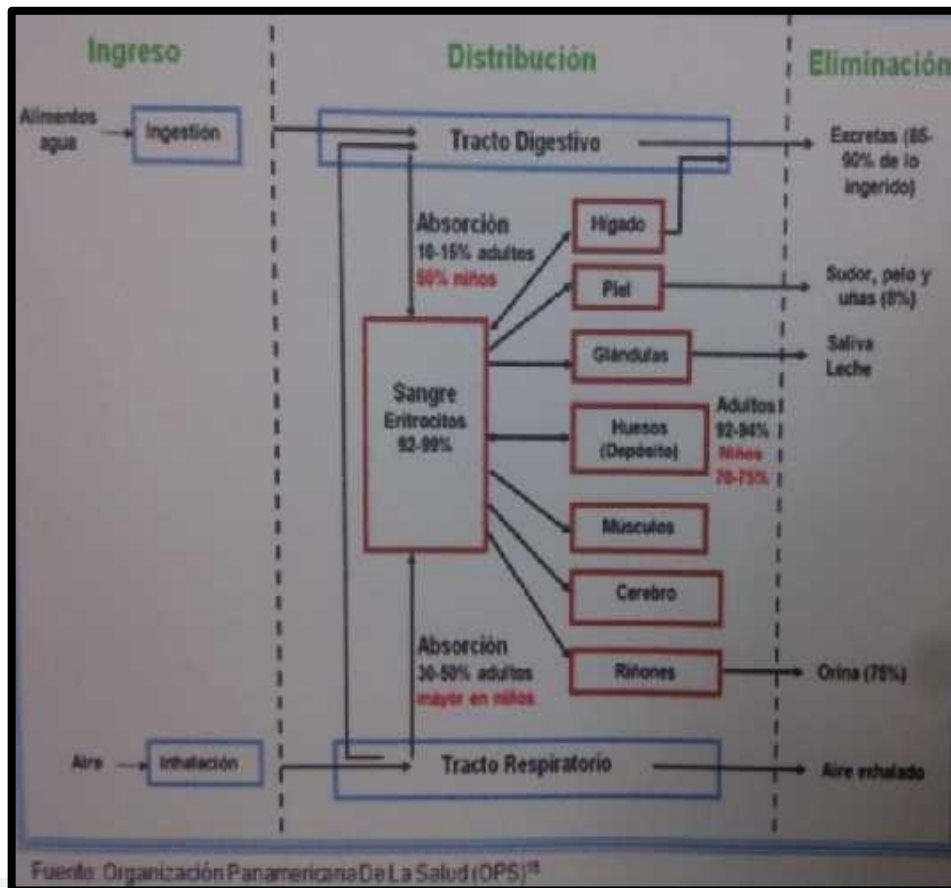 Ingreso
Distribución
Eliminación
Alimentos
agua
Ingestión
Tracto Digestivo
Excretas (85-
90% de lo
ingerido)
Absorción
10-15% adultos
50% niños
Hígado
Piel
Sudor, pelo y
uñas (8%)
Glándulas
Saliva
Leche
Sangre
Eritrocitos
92-99%
Huesos
(Depósito)
Adultos
92-94%
Niños
70-75%
Músculos
Cerebro
Absorción
30-50% adultos
mayor en niños
Riñones
Orina (75%)
Aire
Inhalación
Tracto Respiratorio
Aire exhalado
Fuente: Organización Panamericana De La Salud (OPS)